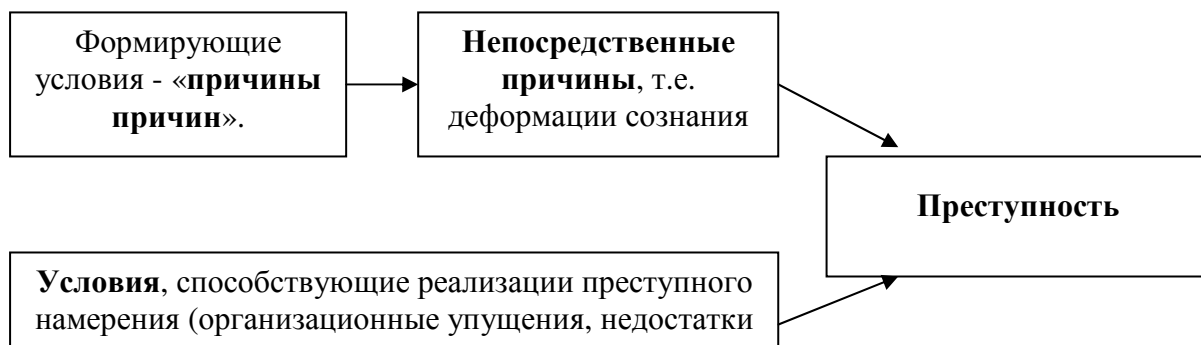 Формирующие
условия - «причины
причин».
Непосредственные
причины, т.е.
деформации сознания
Преступность
Условия, способствующие реализации преступного
намерения (организационные упущения, недостатки